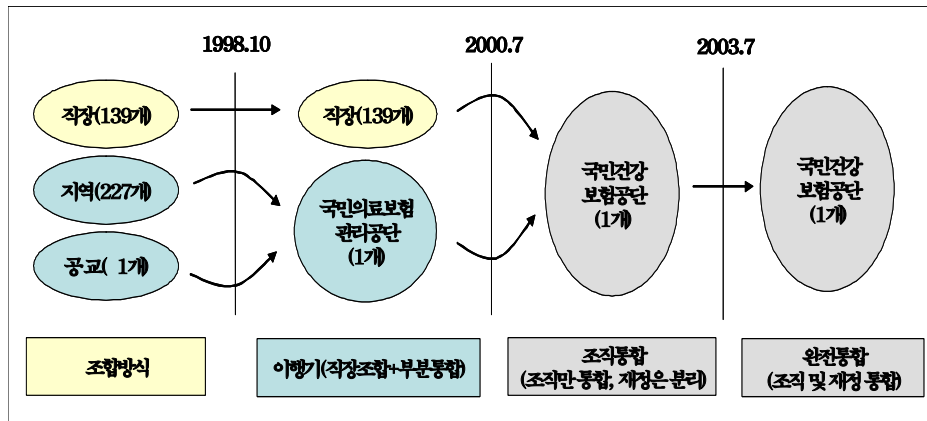 1998.10
2000.7
2003.7
직장(139개)
직장(139개)
지역(227개)
공교( 1개)
국민의료보험
관리공단
(1개)
국민건강
보험공단
(1개)
국민건강
보험공단
(1개)
조합방식
이행기(직장조합+부분통합)
조직통합
(조직만 통합, 재정은 분리)
완전통합
(조직 및 재정 통합)